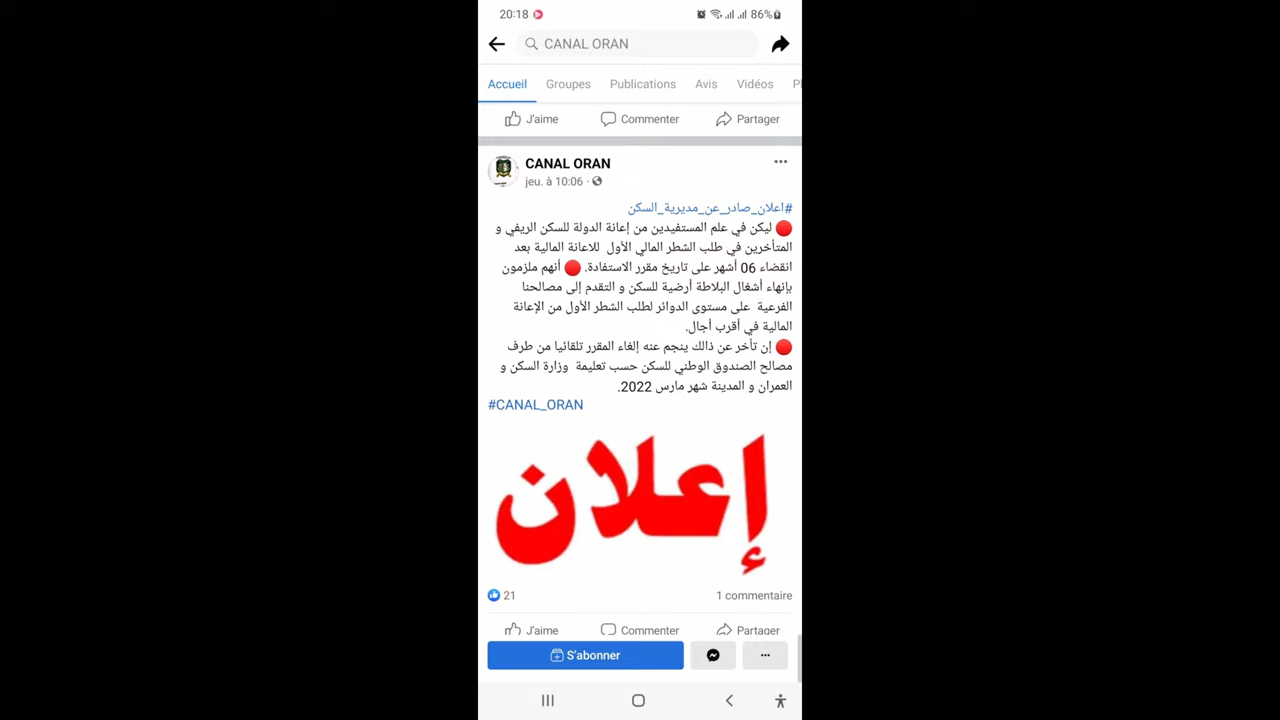 20:18
86%
CANAL ORAN
Accueil
Groupes
Publications
Avis
Vidéos
J'aime
Commenter
Partager
CANAL ORAN
jeu. à 10:06
#اعلان_صادر_عن_مديرية_السكن
🔴 ليكن في علم المستفيدين من إعانة الدولة للسكن الريفي و
المتأخرين في طلب الشطر المالي الأول للاعانة المالية بعد
انقضاء 06 أشهر على تاريخ مقرر الاستفادة. 🔴 أنهم ملزمون
بإنهاء أشغال البلاطة أرضية للسكن و التقدم إلى مصالحنا
الفرعية على مستوى الدوائر لطلب الشطر الأول من الإعانة
المالية في أقرب أجال.
🔴 إن تأخر عن ذالك ينجم عنه إلغاء المقرر تلقائيا من طرف
مصالح الصندوق الوطني للسكن حسب تعليمة وزارة السكن و
العمران و المدينة شهر مارس 2022.
#CANAL_ORAN
إعلان
21
1 commentaire
J'aime
Commenter
Partager
S'abonner